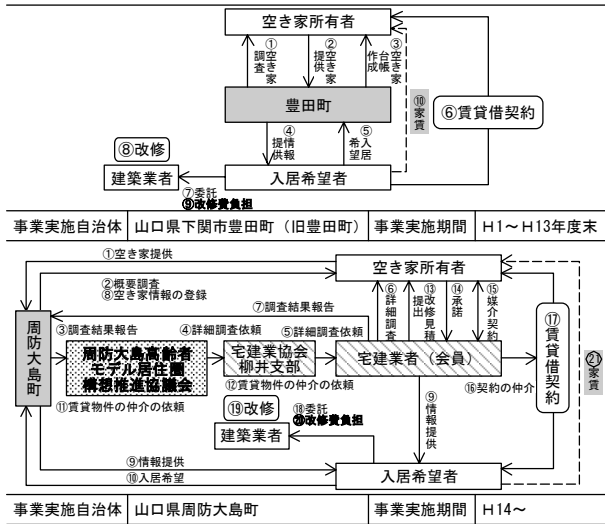 空き家所有者
①空き家調査
②空き家提供
③空き家台帳作成
豊田町
⑩家賃
⑥賃貸借契約
④情報提供
⑤入居希望
⑧改修
建築業者
入居希望者
⑦委託
⑨改修費負担
事業実施自治体 山口県下関市豊田町（旧豊田町） 事業実施期間 H1～H13年度末
①空き家提供
空き家所有者
②概要調査
⑧空き家情報の登録
⑥詳細調査
⑬改修見積提出
⑭承諾
⑮媒介契約
⑦調査結果報告
周防大島町
③調査結果報告
④詳細調査依頼
⑤詳細調査依頼
周防大島高齢者
モデル居住圏
構想推進協議会
宅建業協会
柳井支部
宅建業者（会員）
⑰賃貸借契約
㉑家賃
⑫賃貸物件の仲介の依頼
⑯契約の仲介
⑪賃貸物件の仲介の依頼
⑲改修
⑱委託
⑳改修費負担
建築業者
⑨情報提供
⑨情報提供
入居希望者
⑩入居希望
事業実施自治体 山口県周防大島町 事業実施期間 H14～